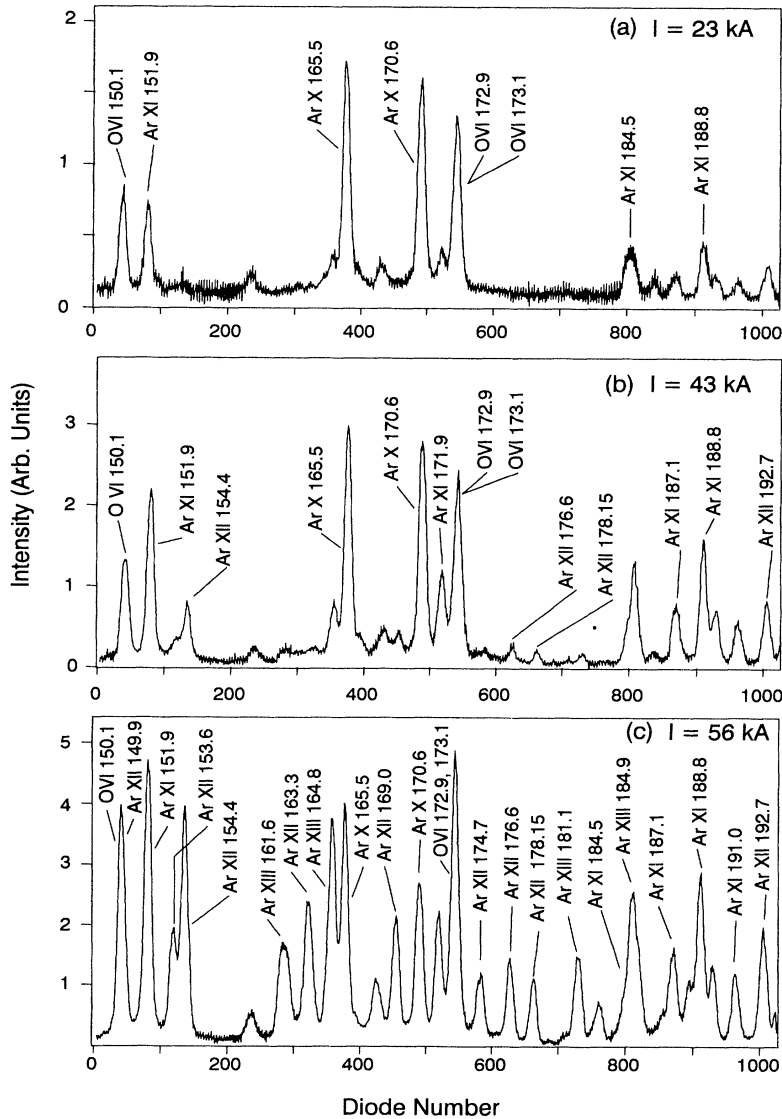 (a) I = 23 kA
2
1
0
OVI 150.1
Ar XI 151.9
Ar X 165.5
Ar X 170.6
OVI 172.9
OVI 173.1
Ar XI 184.5
Ar XI 188.8
0 200 400 600 800 1000
Intensity (Arb. Units)
(b) I = 43 kA
3
2
1
0
O VI 150.1
Ar XI 151.9
Ar XII 154.4
Ar X 165.5
Ar X 170.6
Ar XI 171.9
OVI 172.9
OVI 173.1
Ar XII 176.6
Ar XII 178.15
Ar XI 187.1
Ar XI 188.8
Ar XII 192.7
0 200 400 600 800 1000
(c) I = 56 kA
5
4
3
2
1
OVI 150.1
Ar XII 149.9
Ar XI 151.9
Ar XII 153.6
Ar XII 154.4
Ar XIII 161.6
Ar XII 163.3
Ar XIII 164.8
Ar X 165.5
Ar XII 169.0
Ar X 170.6
OVI 172.9, 173.1
Ar XII 174.7
Ar XII 176.6
Ar XII 178.15
Ar XIII 181.1
Ar XI 184.5
Ar XIII 184.9
Ar XI 187.1
Ar XI 188.8
Ar XI 191.0
Ar XII 192.7
0 200 400 600 800 1000
Diode Number